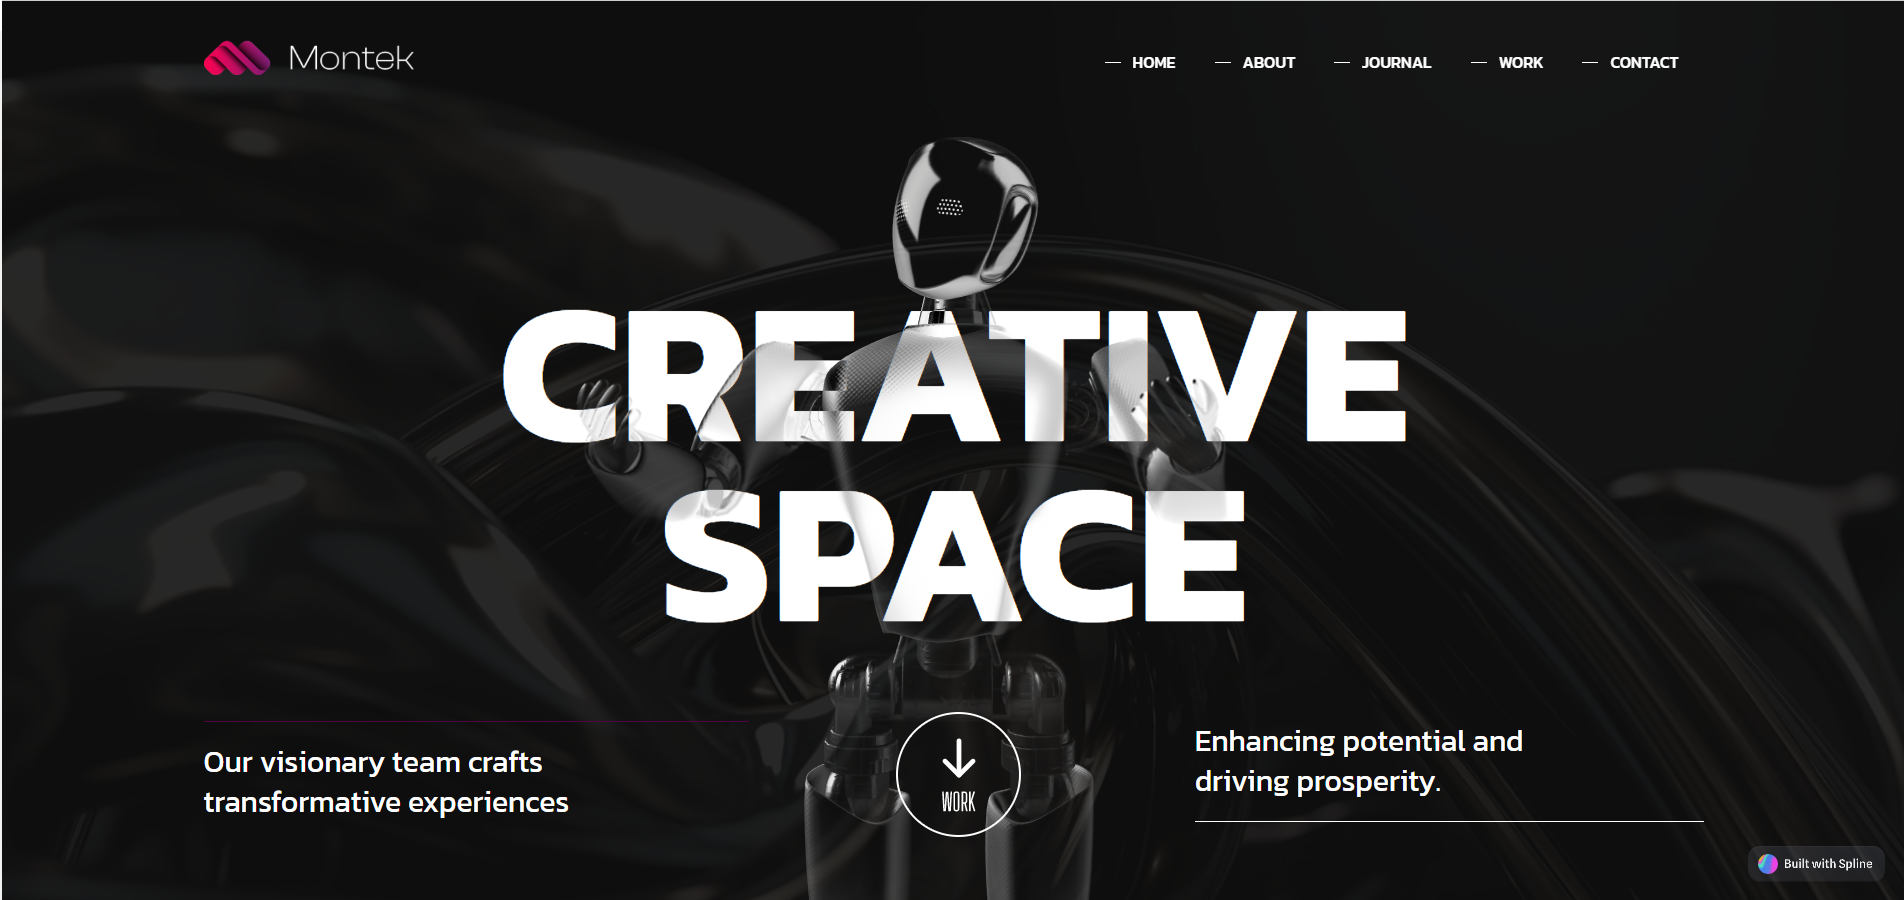 Montek
HOME
ABOUT
JOURNAL
WORK
CONTACT
CREATIVE
SPACE
Our visionary team crafts
transformative experiences
WORK
Enhancing potential and
driving prosperity.
Built with Spline